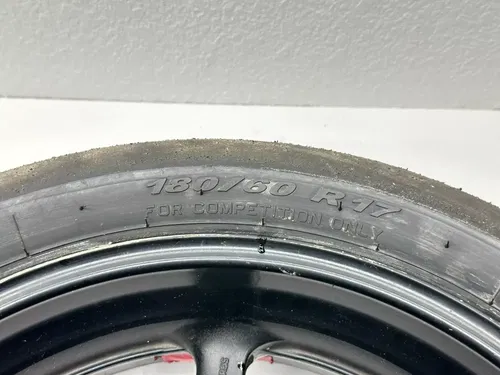 180/60 R17
FOR COMPETITION ONLY